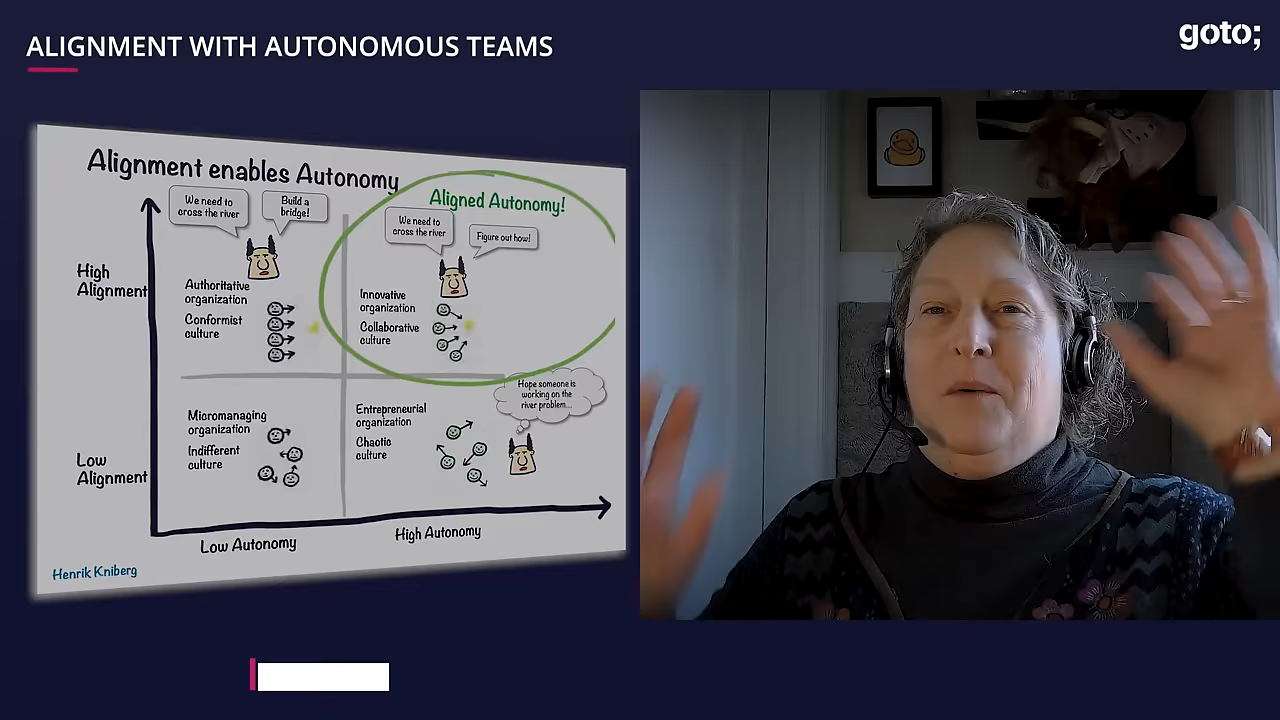 ALIGNMENT WITH AUTONOMOUS TEAMS
goto;
Alignment enables Autonomy
We need to
cross the river
Build a
bridge!
Aligned Autonomy!
We need to
cross the river
Figure out how!
High
Alignment
Authoritative
organization
Conformist
culture
Innovative
organization
Collaborative
culture
Hope someone is
working on the
river problem...
Micromanaging
organization
Indifferent
culture
Entrepreneurial
organization
Chaotic
culture
Low
Alignment
Low Autonomy
High Autonomy
Henrik Kniberg